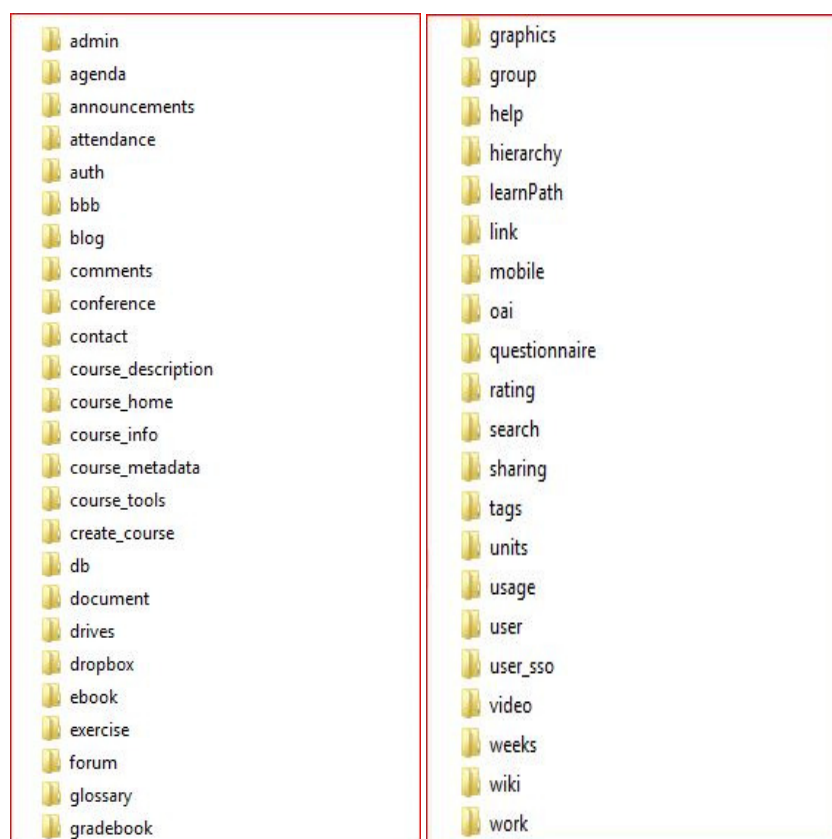 admin
agenda
announcements
attendance
auth
bbb
blog
comments
conference
contact
course_description
course_home
course_info
course_metadata
course_tools
create_course
db
document
drives
dropbox
ebook
exercise
forum
glossary
gradebook
graphics
group
help
hierarchy
learnPath
link
mobile
oai
questionnaire
rating
search
sharing
tags
units
usage
user
user_sso
video
weeks
wiki
work